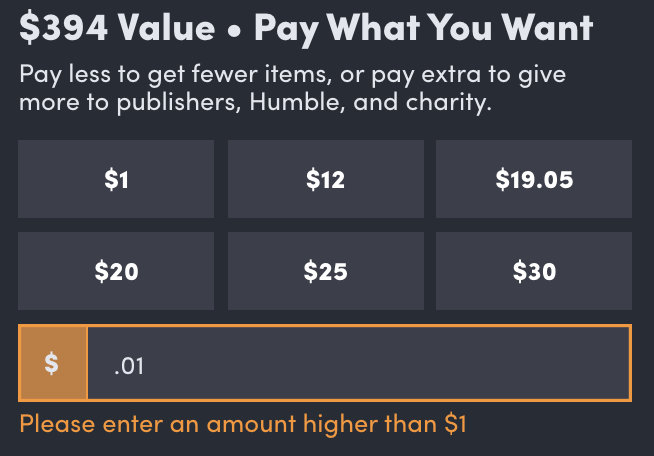 $394 Value • Pay What You Want
Pay less to get fewer items, or pay extra to give
more to publishers, Humble, and charity.
$1
$12
$19.05
$20
$25
$30
$ .01
Please enter an amount higher than $1